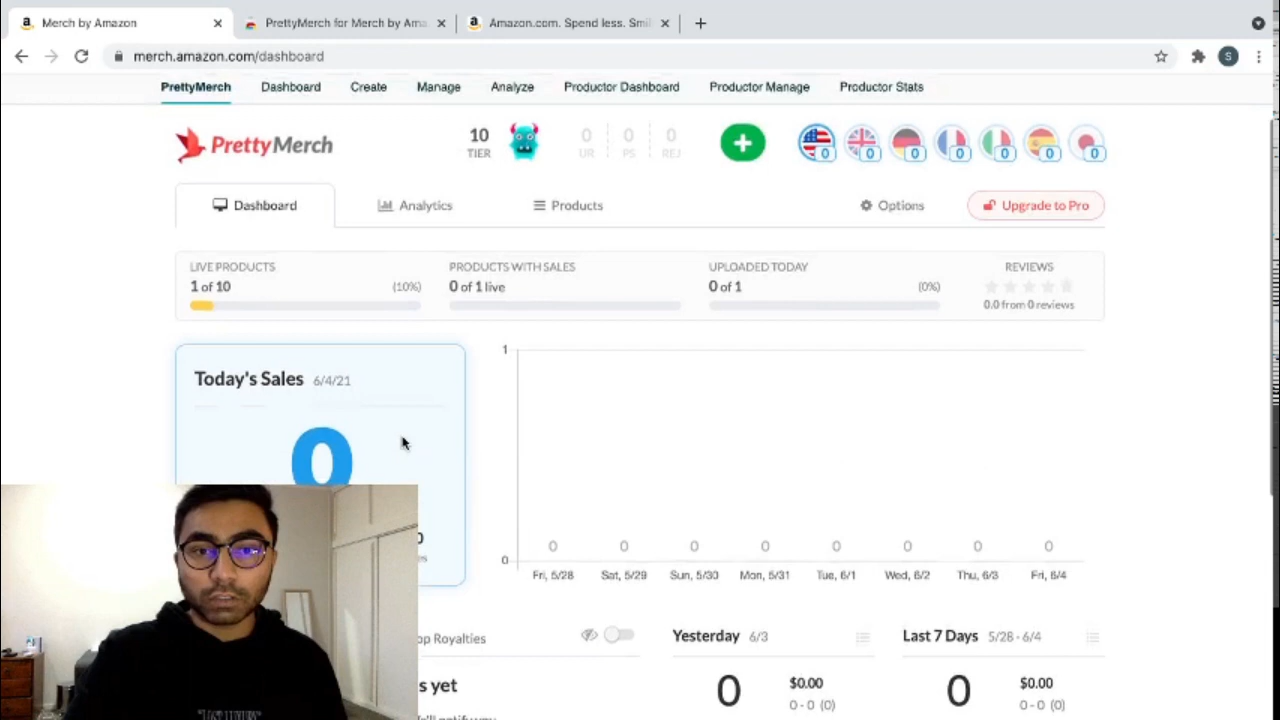 Merch by Amazon
PrettyMerch for Merch by Ama
Amazon.com. Spend less. Smil
merch.amazon.com/dashboard
S
PrettyMerch Dashboard Create Manage Analyze Productor Dashboard Productor Manage Productor Stats
PrettyMerch
10
TIER
0 0 0
UR PS REJ
0 0 0 0 0 0 0
Dashboard Analytics Products Options Upgrade to Pro
LIVE PRODUCTS PRODUCTS WITH SALES UPLOADED TODAY REVIEWS
1 of 10 (10%) 0 of 1 live 0 of 1 (0%)
0.0 from 0 reviews
Today's Sales 6/4/21
0
1
0 0 0 0 0 0 0 0
0
Fri, 5/28 Sat, 5/29 Sun, 5/30 Mon, 5/31 Tue, 6/1 Wed, 6/2 Thu, 6/3 Fri, 6/4
Royalties
Yesterday 6/3 Last 7 Days 5/28 - 6/4
s yet
0 $0.00 0 $0.00
0 - 0 (0) 0 - 0 (0)